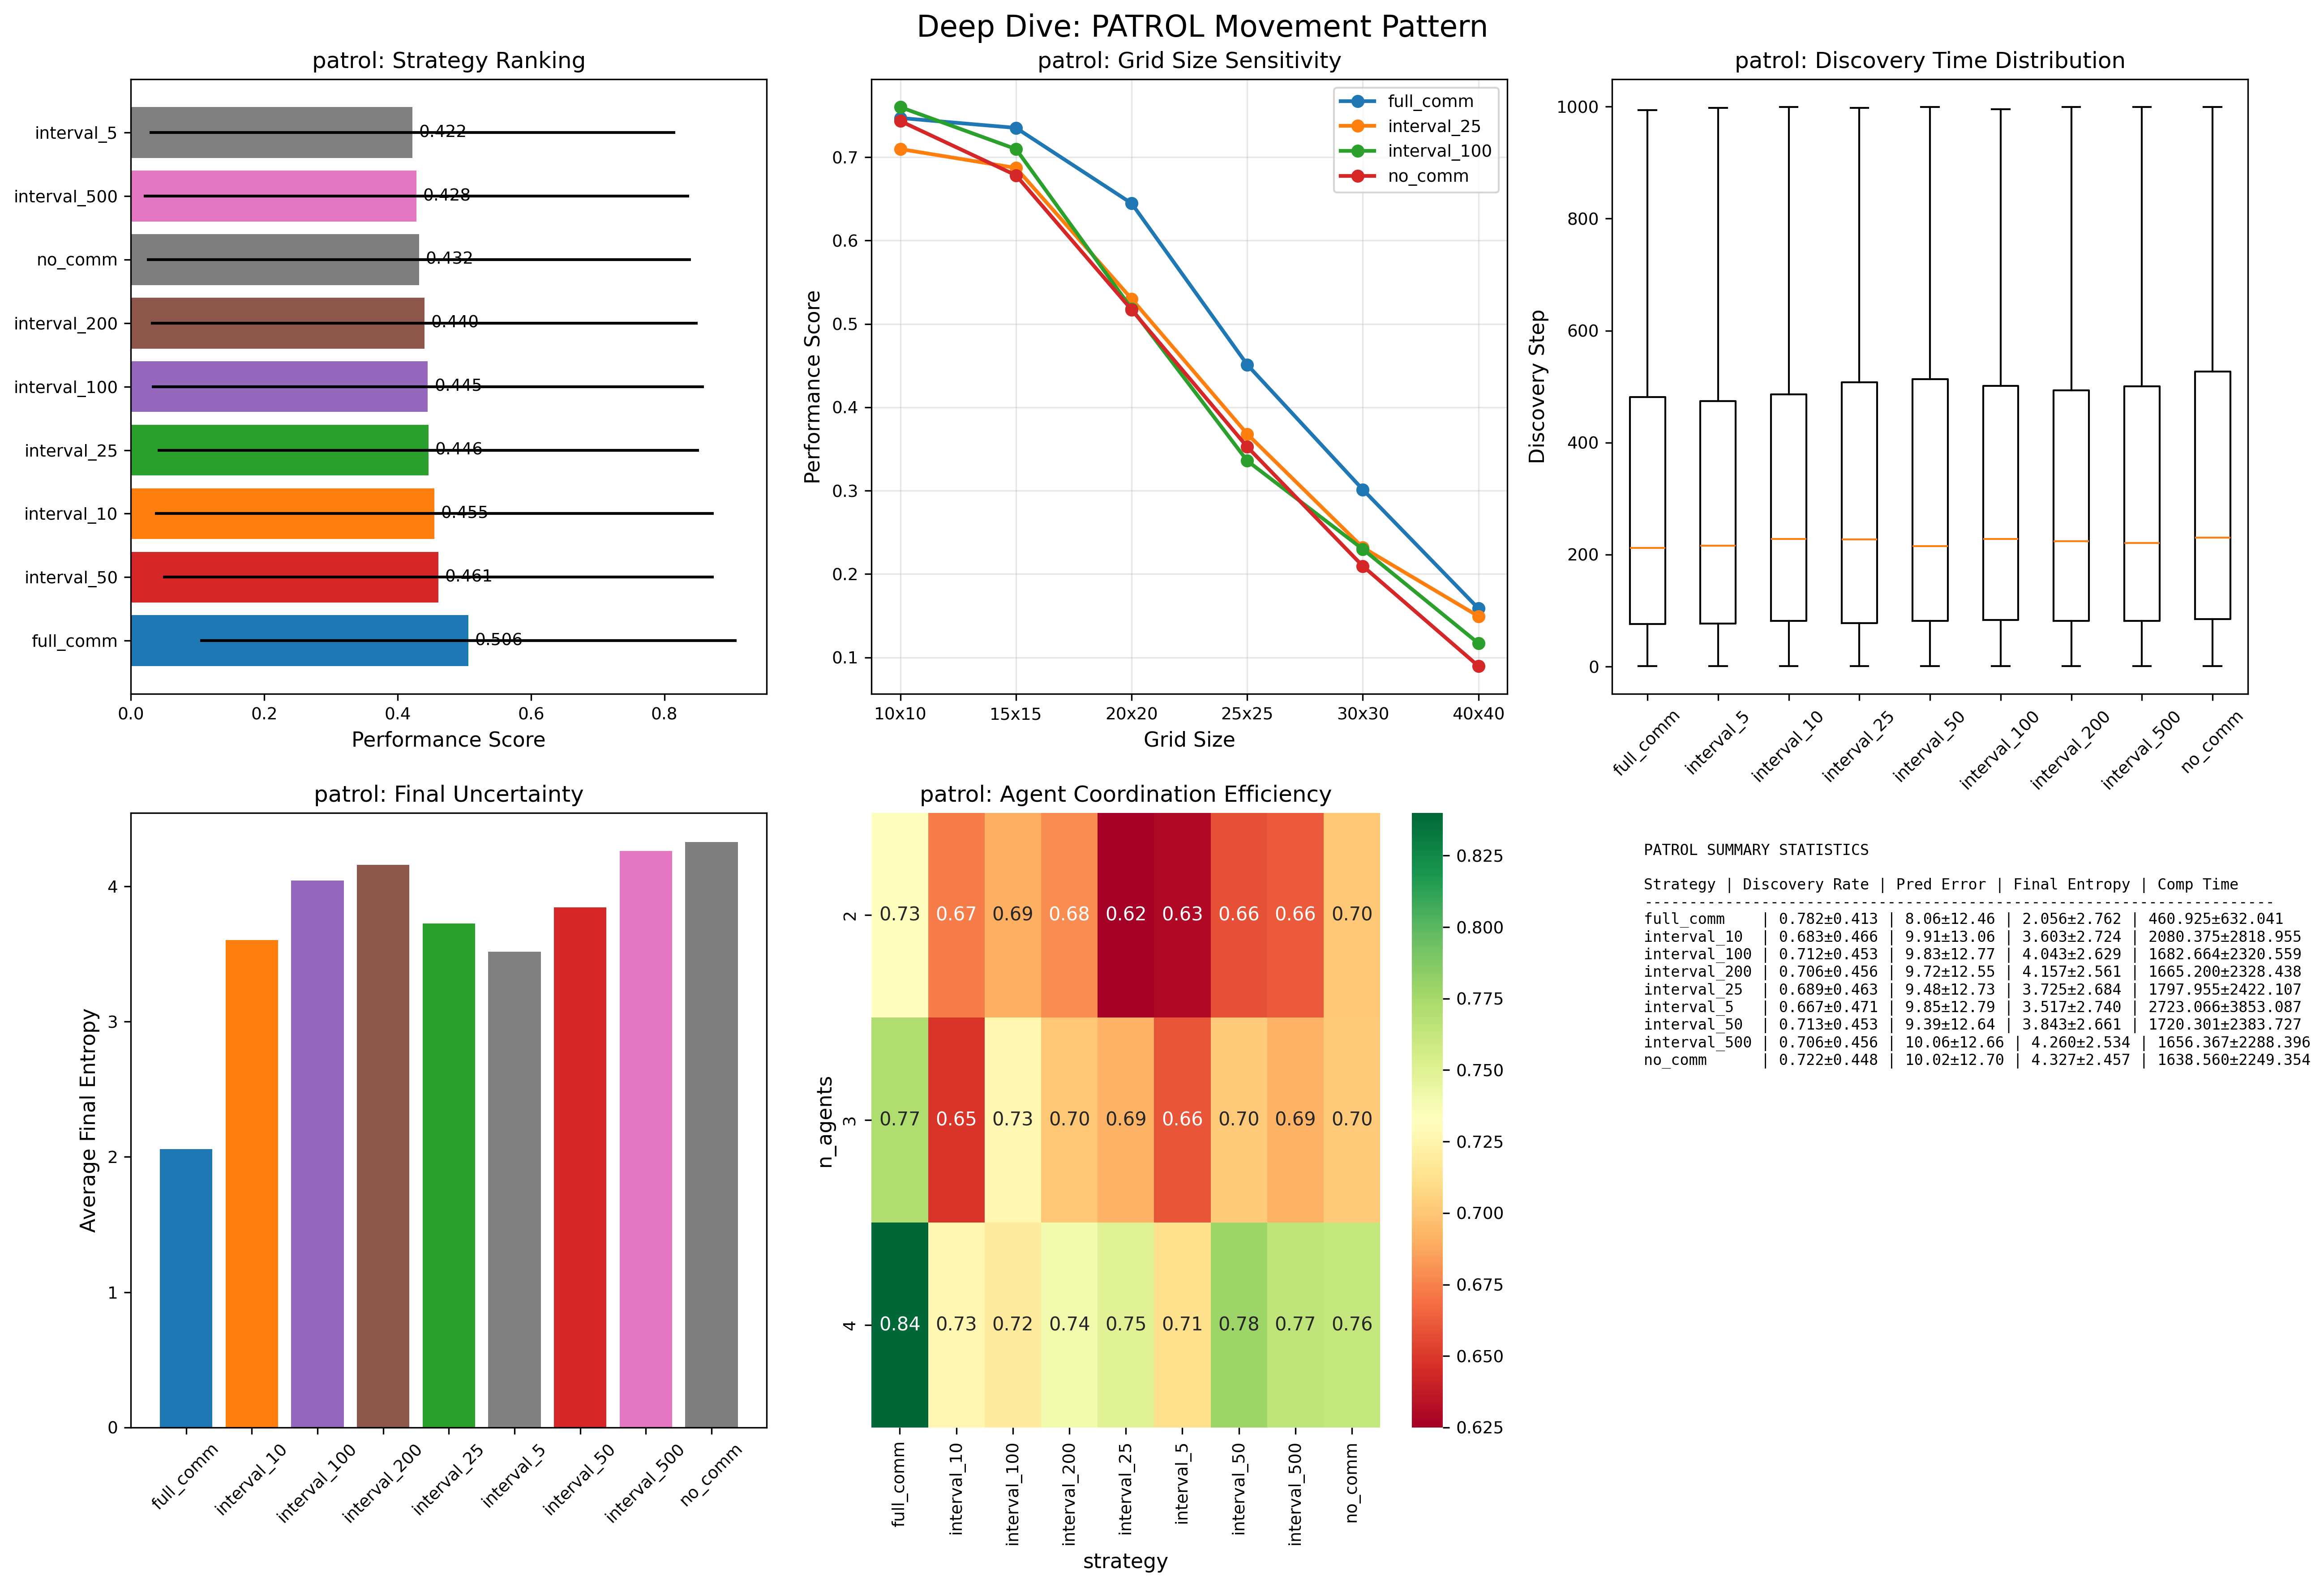 Deep Dive: PATROL Movement Pattern
patrol: Strategy Ranking
interval_5
interval_500
no_comm
interval_200
interval_100
interval_25
interval_10
interval_50
full_comm
0.422
0.428
0.432
0.440
0.445
0.446
0.455
0.461
0.506
0.0 0.2 0.4 0.6 0.8
Performance Score
patrol: Grid Size Sensitivity
Performance Score
0.7
0.6
0.5
0.4
0.3
0.2
0.1
full_comm
interval_25
interval_100
no_comm
10x10 15x15 20x20 25x25 30x30 40x40
Grid Size
patrol: Discovery Time Distribution
Discovery Step
1000
800
600
400
200
0
full_comm interval_5 interval_10 interval_25 interval_50 interval_100 interval_200 interval_500 no_comm
patrol: Final Uncertainty
Average Final Entropy
4
3
2
1
0
full_comm interval_10 interval_100 interval_200 interval_25 interval_5 interval_50 interval_500 no_comm
patrol: Agent Coordination Efficiency
n_agents
2 0.73 0.67 0.69 0.68 0.62 0.63 0.66 0.66 0.70
3 0.77 0.65 0.73 0.70 0.69 0.66 0.70 0.69 0.70
4 0.84 0.73 0.72 0.74 0.75 0.71 0.78 0.77 0.76
full_comm interval_10 interval_100 interval_200 interval_25 interval_5 interval_50 interval_500 no_comm
strategy
0.825
0.800
0.775
0.750
0.725
0.700
0.675
0.650
0.625
PATROL SUMMARY STATISTICS
Strategy | Discovery Rate | Pred Error | Final Entropy | Comp Time
----------------------------------------------------------------------
full_comm | 0.782±0.413 | 8.06±12.46 | 2.056±2.762 | 460.925±632.041
interval_10 | 0.683±0.466 | 9.91±13.06 | 3.603±2.724 | 2080.375±2818.955
interval_100 | 0.712±0.453 | 9.83±12.77 | 4.043±2.629 | 1682.664±2320.559
interval_200 | 0.706±0.456 | 9.72±12.55 | 4.157±2.561 | 1665.200±2328.438
interval_25 | 0.689±0.463 | 9.48±12.73 | 3.725±2.684 | 1797.955±2422.107
interval_5 | 0.667±0.471 | 9.85±12.79 | 3.517±2.740 | 2723.066±3853.087
interval_50 | 0.713±0.453 | 9.39±12.64 | 3.843±2.661 | 1720.301±2383.727
interval_500 | 0.706±0.456 | 10.06±12.66 | 4.260±2.534 | 1656.367±2288.396
no_comm | 0.722±0.448 | 10.02±12.70 | 4.327±2.457 | 1638.560±2249.354